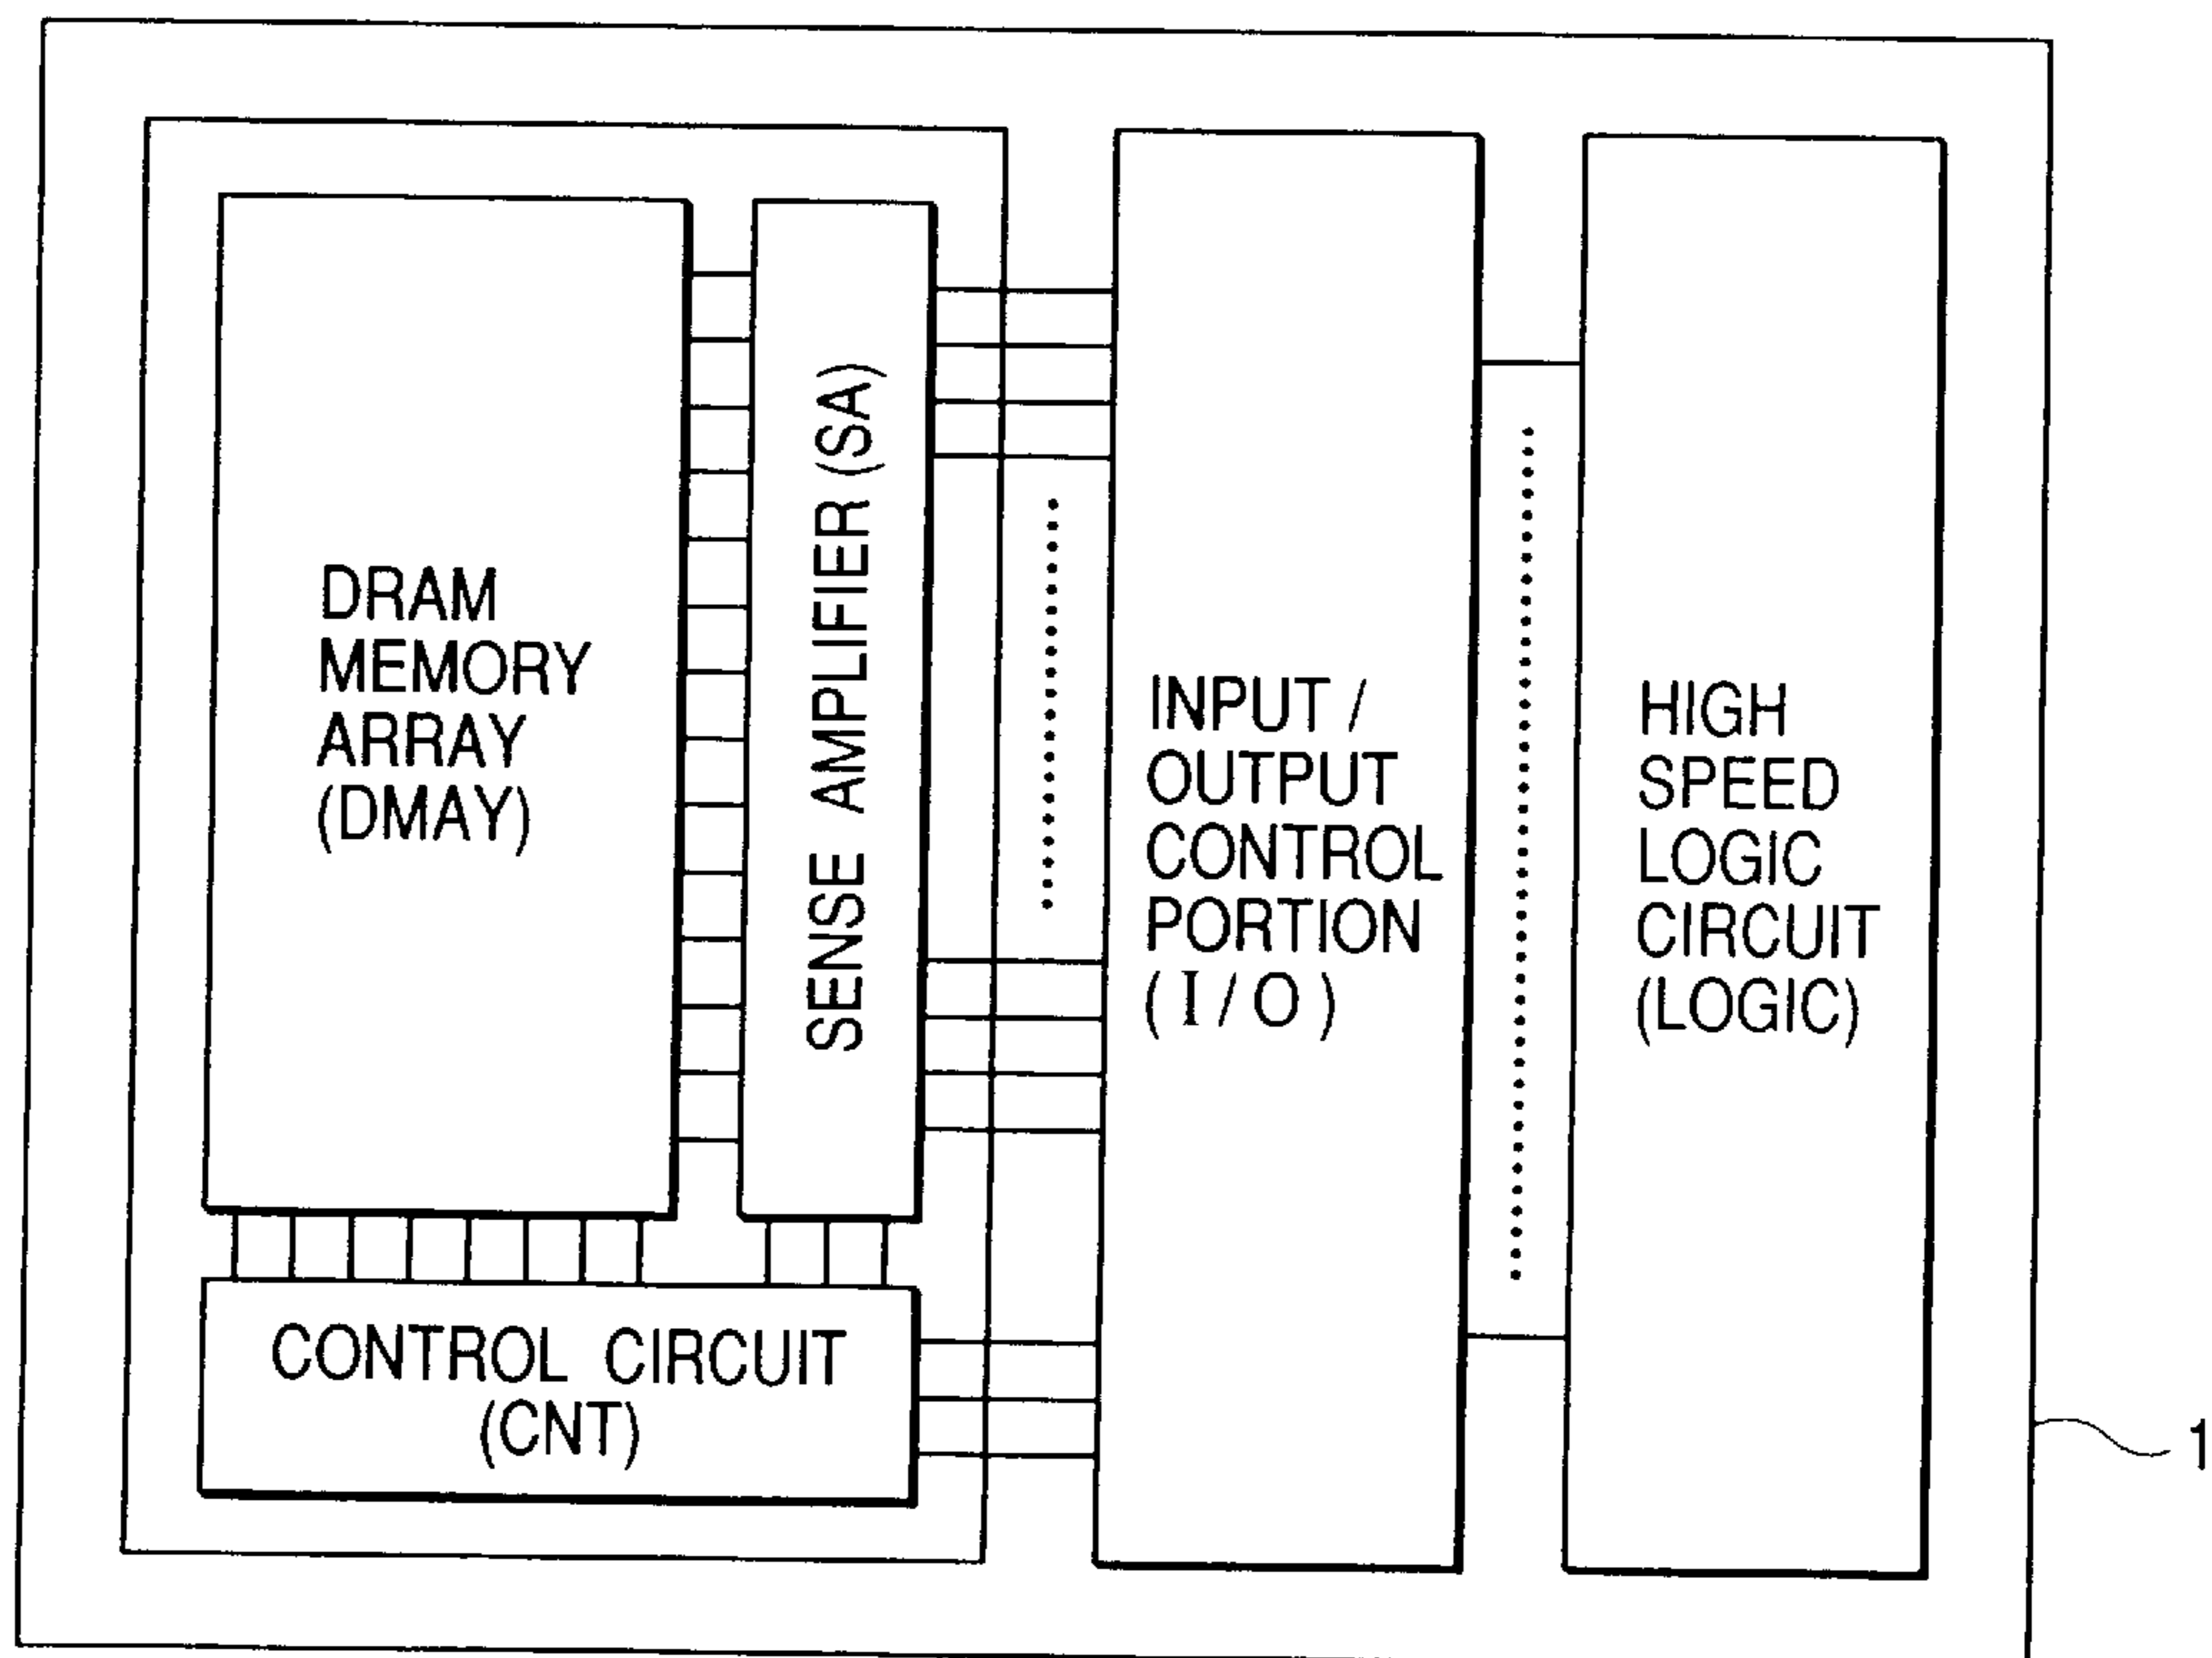 DRAM
MEMORY
ARRAY
(DMAY)
SENSE AMPLIFIER (SA)
INPUT /
OUTPUT
CONTROL
PORTION
( I / O )
HIGH
SPEED
LOGIC
CIRCUIT
(LOGIC)
CONTROL CIRCUIT
(CNT)
1